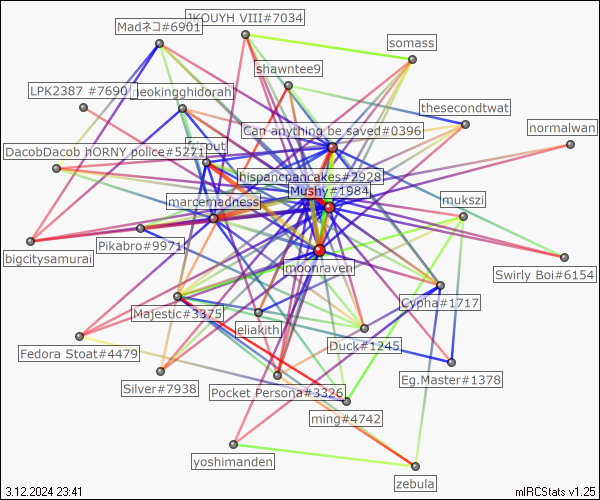 Madネコ#6901
JKOUYH VIII#7034
somass
shawntee9
LPK2387 #7690
neokingghidorah
thesecondtwat
Can anything be saved#0396
normalwan
DacobDacob hORNY police#5271
hispancpancakes#2928
Mushy#1984
marcemadness
mukszi
Pikabro#9971
bigcitysamurai
moonraven
Swirly Boi#6154
Cypha#1717
Majestic#3375
eliakith
Duck#1245
Fedora Stoat#4479
Eg.Master#1378
Silver#7938
Pocket Persona#3326
ming#4742
yoshimanden
zebula
3.12.2024 23:41
mIRCStats v1.25